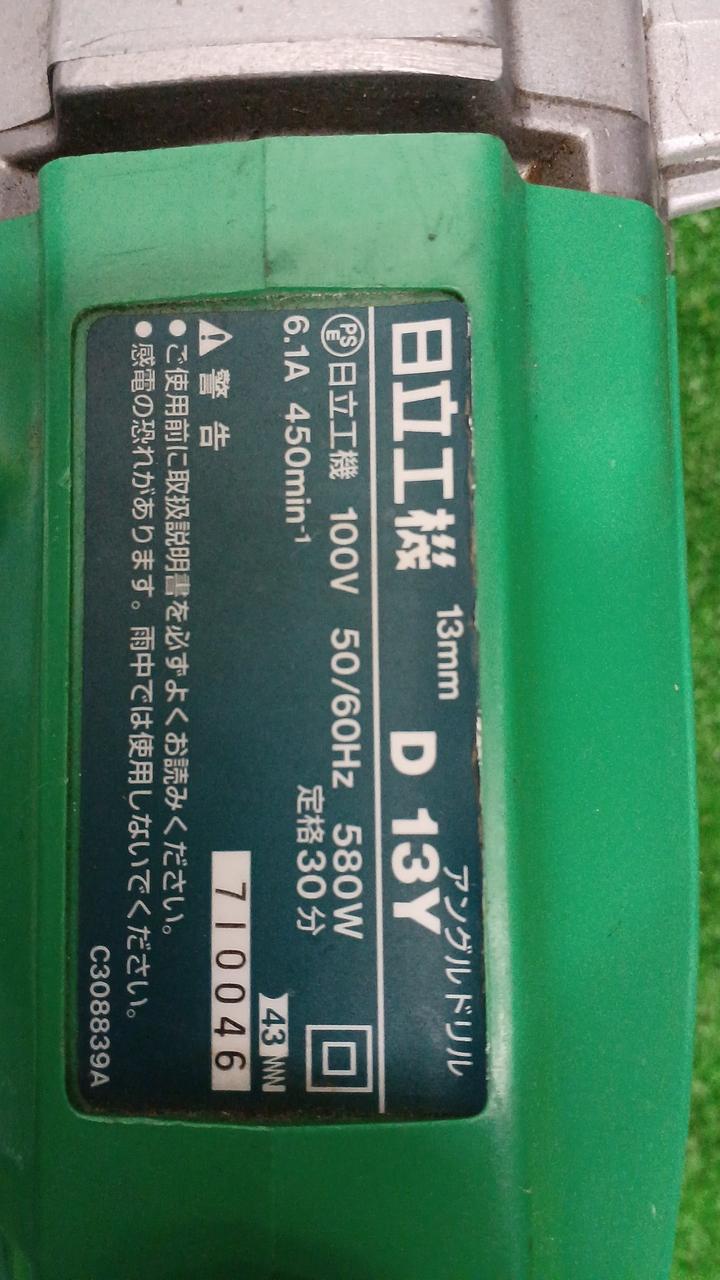 日立工機 13mm D 13Y アングルドリル
PSE 日立工機 100V 50/60Hz 580W
6.1A 450min⁻¹ 定格30分
43 NNN
710046
警告
●ご使用前に取扱説明書を必ずよくお読みください。
●感電の恐れがあります。雨中では使用しないでください。
C308839A